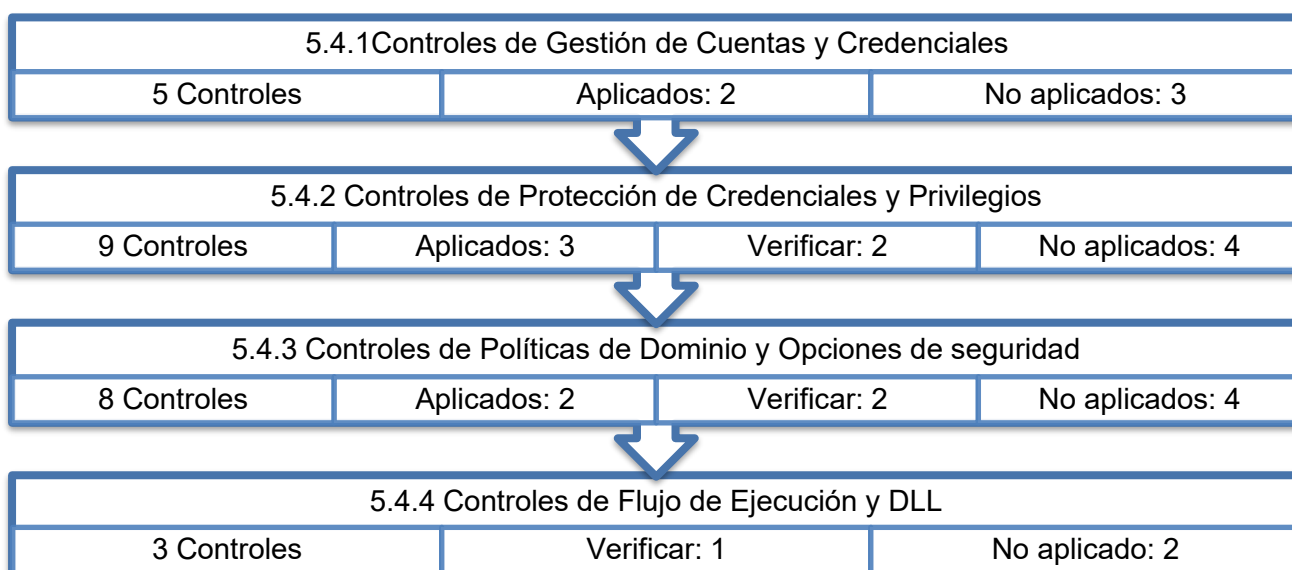 5.4.1Controles de Gestión de Cuentas y Credenciales
5 Controles Aplicados: 2 No aplicados: 3
5.4.2 Controles de Protección de Credenciales y Privilegios
9 Controles Aplicados: 3 Verificar: 2 No aplicados: 4
5.4.3 Controles de Políticas de Dominio y Opciones de seguridad
8 Controles Aplicados: 2 Verificar: 2 No aplicados: 4
5.4.4 Controles de Flujo de Ejecución y DLL
3 Controles Verificar: 1 No aplicado: 2